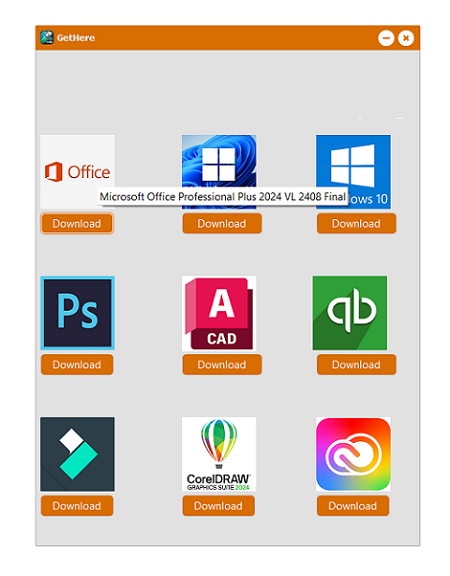 GetHere
Office
Microsoft Office Professional Plus 2024 VL 2408 Final
ows 10
Download
Download
Download
Ps
A
CAD
qb
Download
Download
Download
CorelDRAW
GRAPHICS SUITE 2024
Download
Download
Download